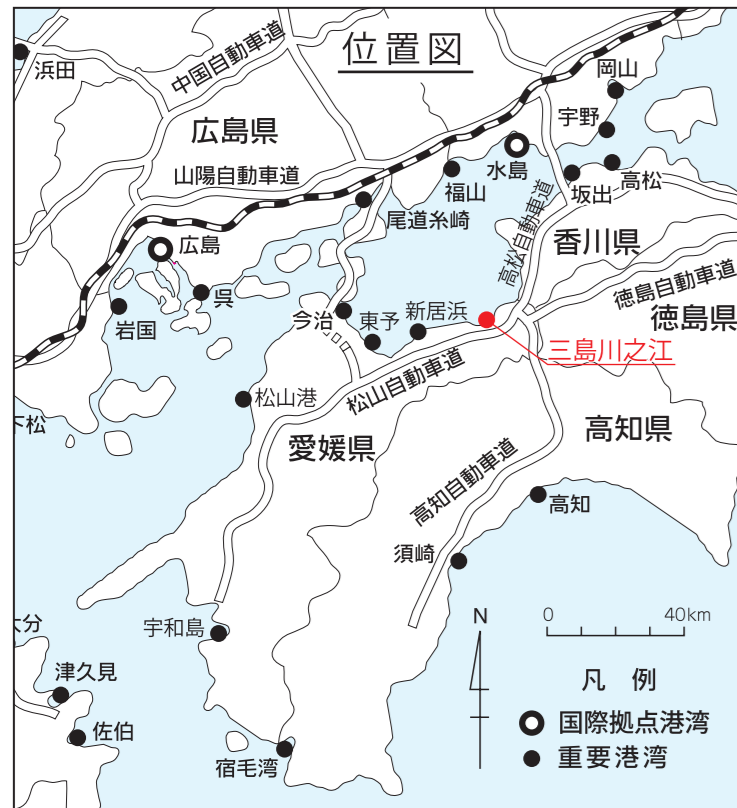 位置図
浜田
中国自動車道
岡山
広島県
宇野
水島
山陽自動車道
福山
坂出
高松
尾道糸崎
高松自動車道
香川県
広島
徳島自動車道
呉
今治
東予
新居浜
徳島県
岩国
三島川之江
松山自動車道
松山港
下松
愛媛県
高知県
高知自動車道
高知
須崎
大分
宇和島
N
0
40km
津久見
凡 例
佐伯
国際拠点港湾
宿毛湾
重要港湾